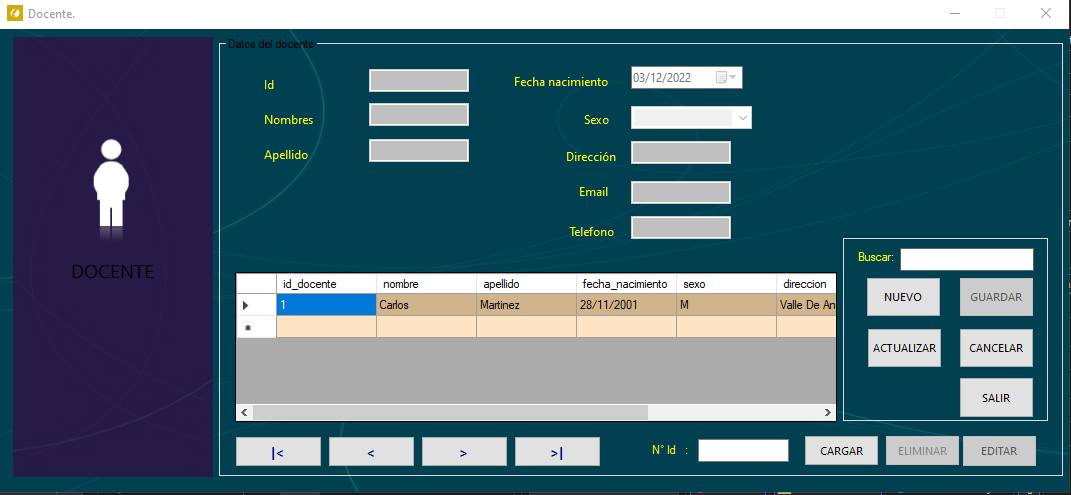 Docente.
Datos del docente
Id
Fecha nacimiento
03/12/2022
Nombres
Sexo
Apellido
Dirección
Email
Telefono
DOCENTE
Buscar:
id_docente nombre apellido fecha_nacimiento sexo direccion
1 Carlos Martinez 28/11/2001 M Valle De An
NUEVO GUARDAR
ACTUALIZAR CANCELAR
SALIR
|< < > >|
N° Id :
CARGAR ELIMINAR EDITAR